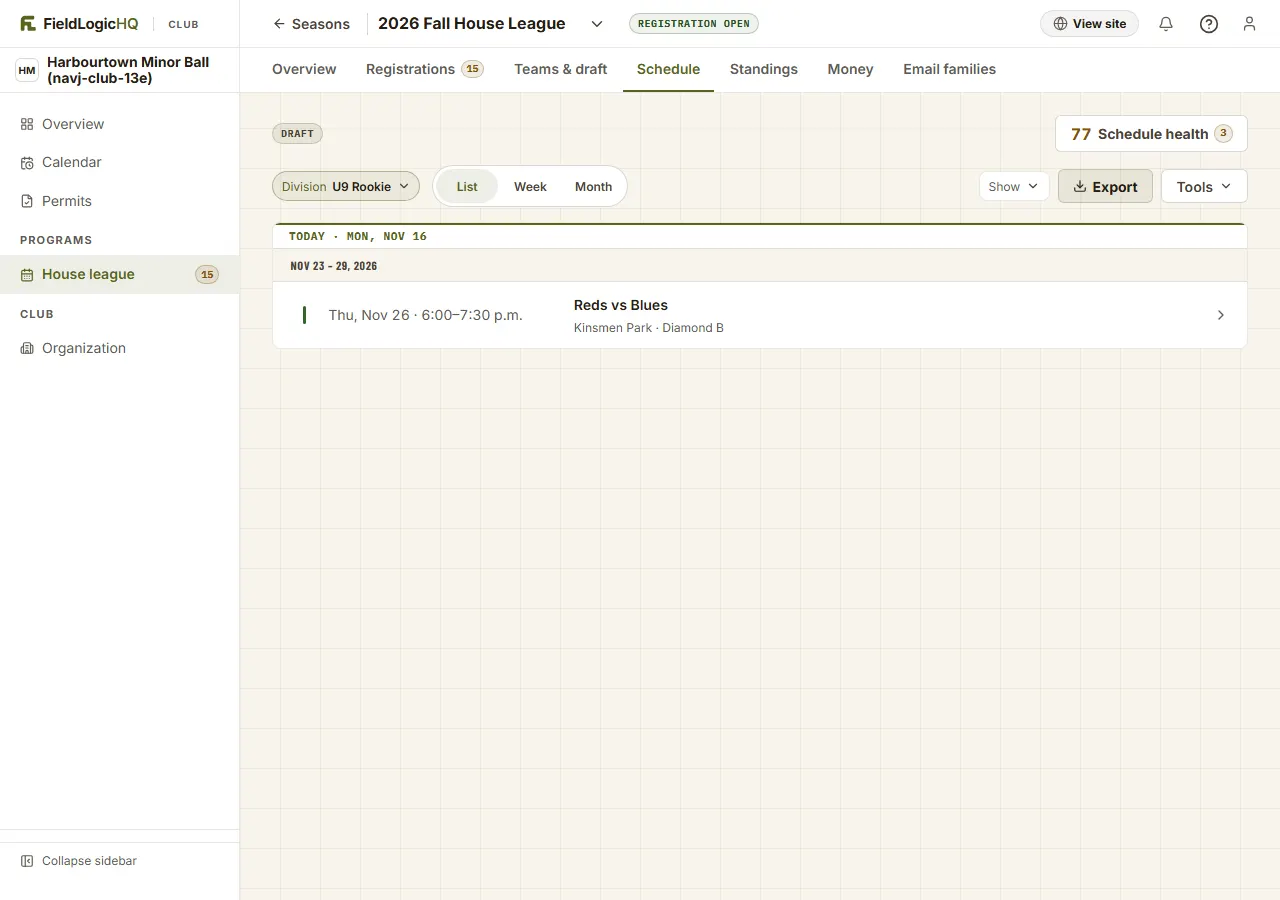 FieldLogicHQ CLUB
Harbourtown Minor Ball
(navj-club-13e)
HM
Overview
Calendar
Permits
PROGRAMS
House league 15
CLUB
Organization
Collapse sidebar
Seasons 2026 Fall House League REGISTRATION OPEN View site
Overview Registrations 15 Teams & draft Schedule Standings Money Email families
DRAFT 77 Schedule health 3
Division U9 Rookie List Week Month Show Export Tools
TODAY · MON, NOV 16
NOV 23 – 29, 2026
Thu, Nov 26 · 6:00–7:30 p.m.
Reds vs Blues
Kinsmen Park · Diamond B